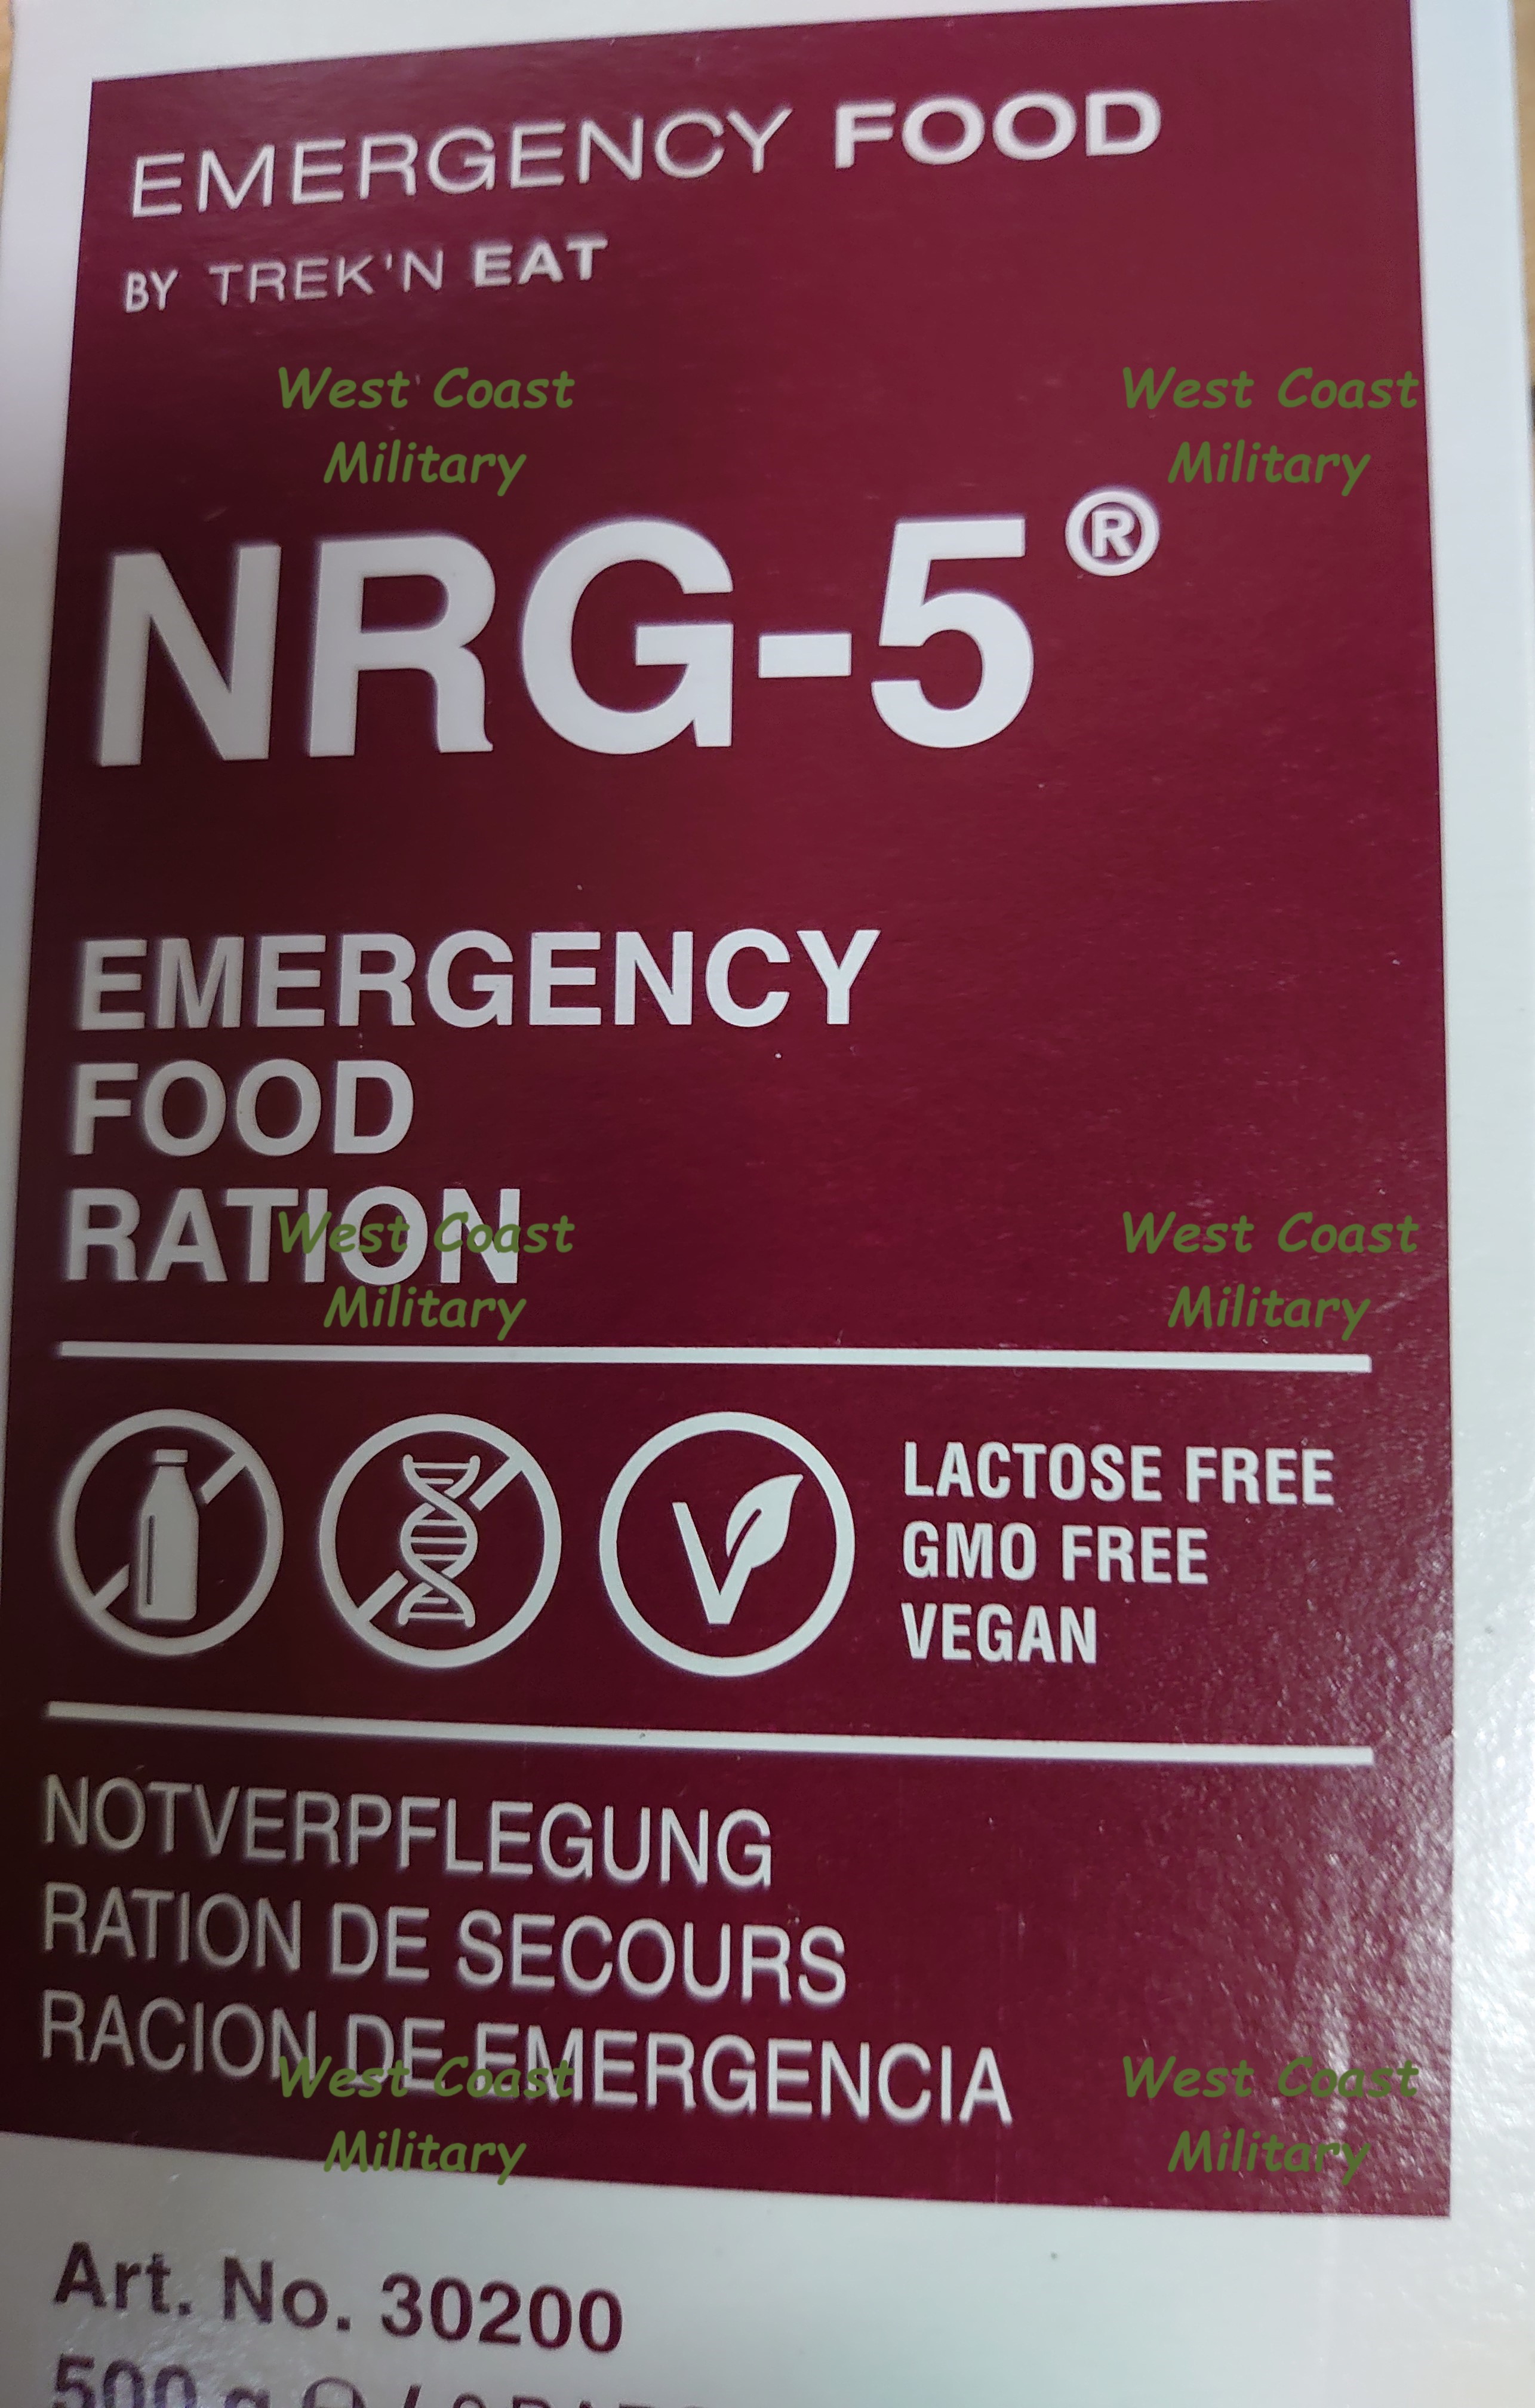 EMERGENCY FOOD
BY TREK'N EAT
West Coast
Military
West Coast
Military
NRG-5®
EMERGENCY
FOOD
RATION
West Coast
Military
West Coast
Military
LACTOSE FREE
GMO FREE
VEGAN
NOTVERPFLEGUNG
RATION DE SECOURS
RACION DE EMERGENCIA
West Coast
Military
West Coast
Military
Art. No. 30200
500 g ℮ /